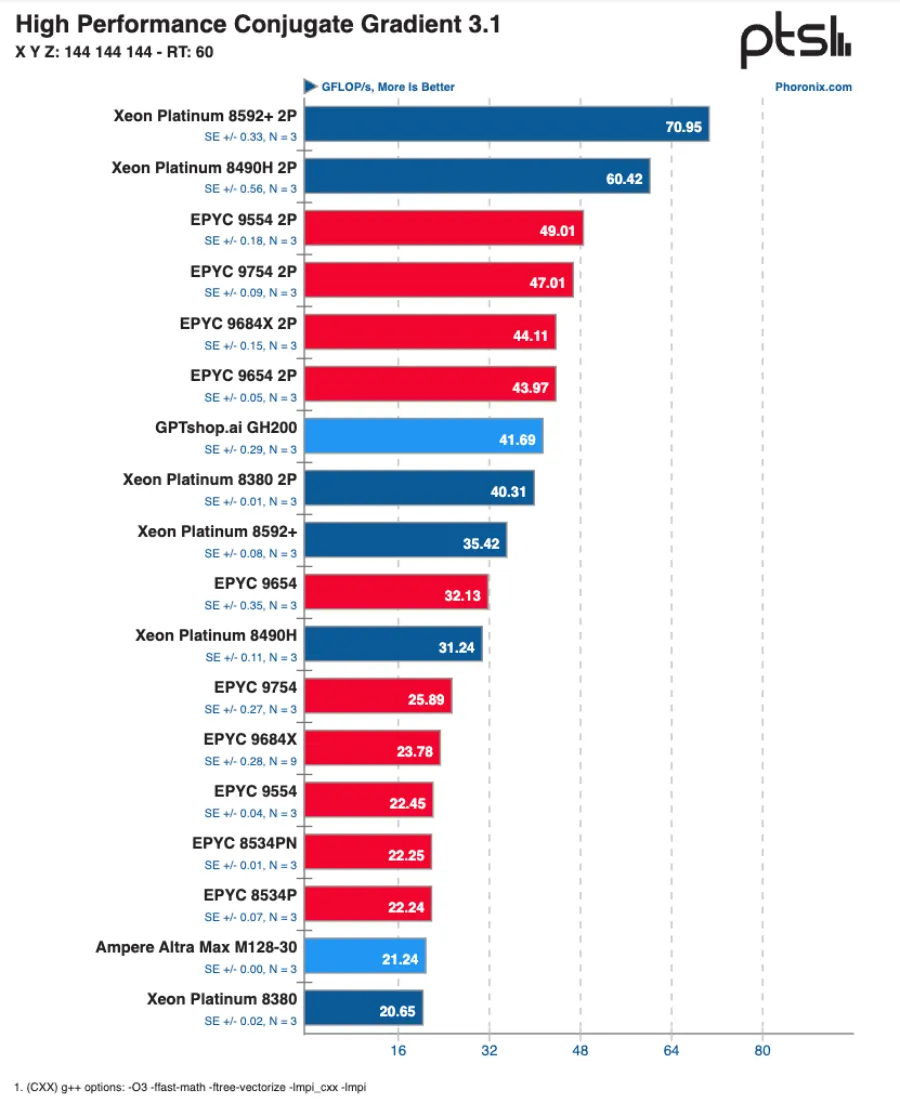 High Performance Conjugate Gradient 3.1
X Y Z: 144 144 144 - RT: 60
ptsl
GFLOP/s, More Is Better
Phoronix.com
Xeon Platinum 8592+ 2P
SE +/- 0.33, N = 3
70.95
Xeon Platinum 8490H 2P
SE +/- 0.56, N = 3
60.42
EPYC 9554 2P
SE +/- 0.18, N = 3
49.01
EPYC 9754 2P
SE +/- 0.09, N = 3
47.01
EPYC 9684X 2P
SE +/- 0.15, N = 3
44.11
EPYC 9654 2P
SE +/- 0.05, N = 3
43.97
GPTshop.ai GH200
SE +/- 0.29, N = 3
41.69
Xeon Platinum 8380 2P
SE +/- 0.01, N = 3
40.31
Xeon Platinum 8592+
SE +/- 0.08, N = 3
35.42
EPYC 9654
SE +/- 0.35, N = 3
32.13
Xeon Platinum 8490H
SE +/- 0.11, N = 3
31.24
EPYC 9754
SE +/- 0.27, N = 3
25.89
EPYC 9684X
SE +/- 0.28, N = 9
23.78
EPYC 9554
SE +/- 0.04, N = 3
22.45
EPYC 8534PN
SE +/- 0.01, N = 3
22.25
EPYC 8534P
SE +/- 0.07, N = 3
22.24
Ampere Altra Max M128-30
SE +/- 0.00, N = 3
21.24
Xeon Platinum 8380
SE +/- 0.02, N = 3
20.65
16 32 48 64 80
1. (CXX) g++ options: -O3 -ffast-math -ftree-vectorize -lmpi_cxx -lmpi